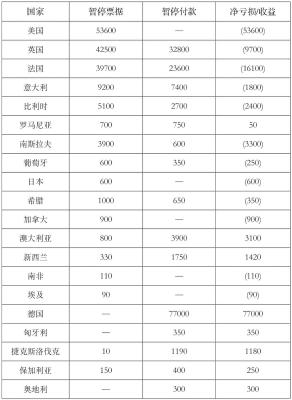 国家 暂停票据 暂停付款 净亏损/收益
美国 53600 — (53600)
英国 42500 32800 (9700)
法国 39700 23600 (16100)
意大利 9200 7400 (1800)
比利时 5100 2700 (2400)
罗马尼亚 700 750 50
南斯拉夫 3900 600 (3300)
葡萄牙 600 350 (250)
日本 600 — (600)
希腊 1000 650 (350)
加拿大 900 — (900)
澳大利亚 800 3900 3100
新西兰 330 1750 1420
南非 110 — (110)
埃及 90 — (90)
德国 — 77000 77000
匈牙利 — 350 350
捷克斯洛伐克 10 1190 1180
保加利亚 150 400 250
奥地利 — 300 300